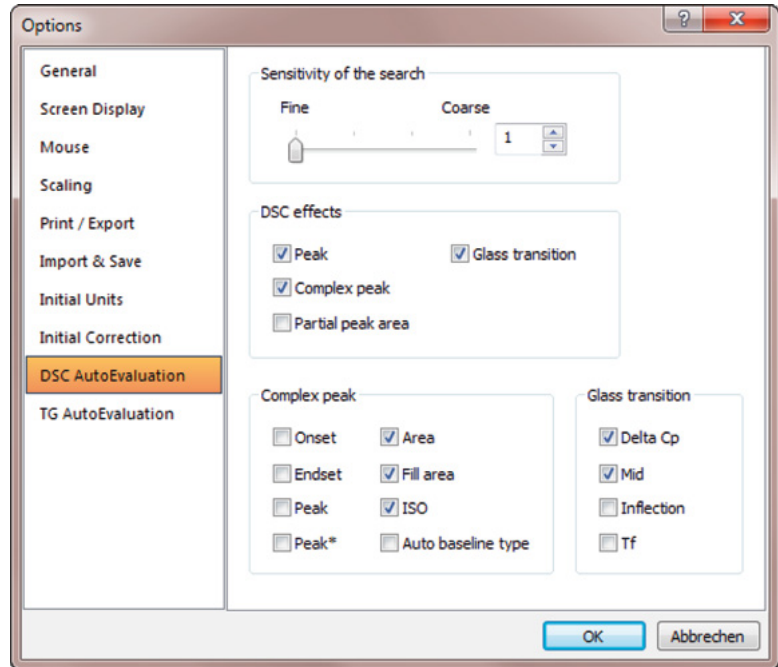 Options
?
General
Screen Display
Mouse
Scaling
Print / Export
Import & Save
Initial Units
Initial Correction
DSC AutoEvaluation
TG AutoEvaluation
Sensitivity of the search
Fine Coarse
1
DSC effects
Peak Glass transition
Complex peak
Partial peak area
Complex peak
Onset Area
Endset Fill area
Peak ISO
Peak* Auto baseline type
Glass transition
Delta Cp
Mid
Inflection
Tf
OK Abbrechen